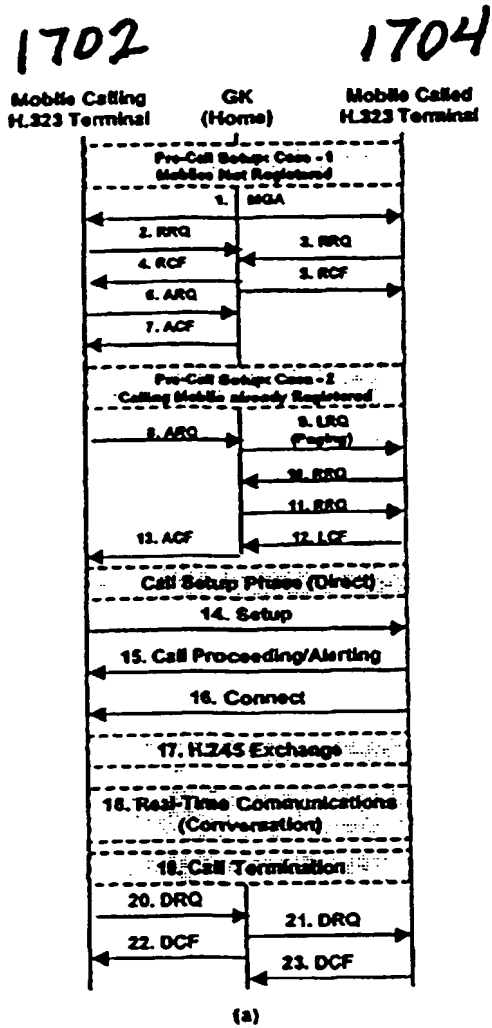 1702
1704
Mobile Calling
H.323 Terminal
GK
(Home)
Mobile Called
H.323 Terminal
Pre-Call Setup: Case - 1
Mobiles Not Registered
1. MGA
2. RRQ
3. RRQ
4. RCF
5. RCF
6. ARQ
7. ACF
Pre-Call Setup: Case - 2
Calling Mobile already Registered
8. ARQ
9. LRQ
(Paging)
10. RRQ
11. RRQ
12. LCF
13. ACF
Call Setup Phase (Direct)
14. Setup
15. Call Proceeding/Alerting
16. Connect
17. H.245 Exchange
18. Real-Time Communications
(Conversation)
19. Call Termination
20. DRQ
21. DRQ
22. DCF
23. DCF
(a)